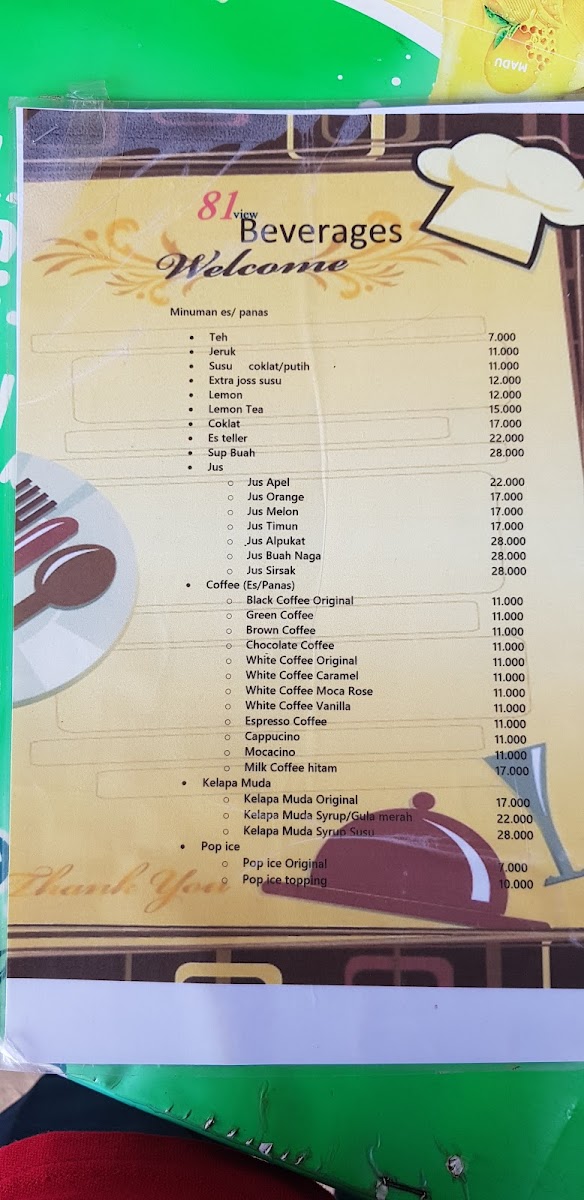 MADU
81 view
Beverages
Welcome
Minuman es/ panas
• Teh 7.000
• Jeruk 11.000
• Susu coklat/putih 11.000
• Extra joss susu 12.000
• Lemon 12.000
• Lemon Tea 15.000
• Coklat 17.000
• Es teller 22.000
• Sup Buah 28.000
• Jus
o Jus Apel 22.000
o Jus Orange 17.000
o Jus Melon 17.000
o Jus Timun 17.000
o Jus Alpukat 28.000
o Jus Buah Naga 28.000
o Jus Sirsak 28.000
• Coffee (Es/Panas)
o Black Coffee Original 11.000
o Green Coffee 11.000
o Brown Coffee 11.000
o Chocolate Coffee 11.000
o White Coffee Original 11.000
o White Coffee Caramel 11.000
o White Coffee Moca Rose 11.000
o White Coffee Vanilla 11.000
o Espresso Coffee 11.000
o Cappucino 11.000
o Mocacino 11.000
o Milk Coffee hitam 17.000
• Kelapa Muda
o Kelapa Muda Original 17.000
o Kelapa Muda Syrup/Gula merah 22.000
o Kelapa Muda Syrup Susu 28.000
• Pop ice
o Pop ice Original 7.000
o Pop ice topping 10.000
Thank You